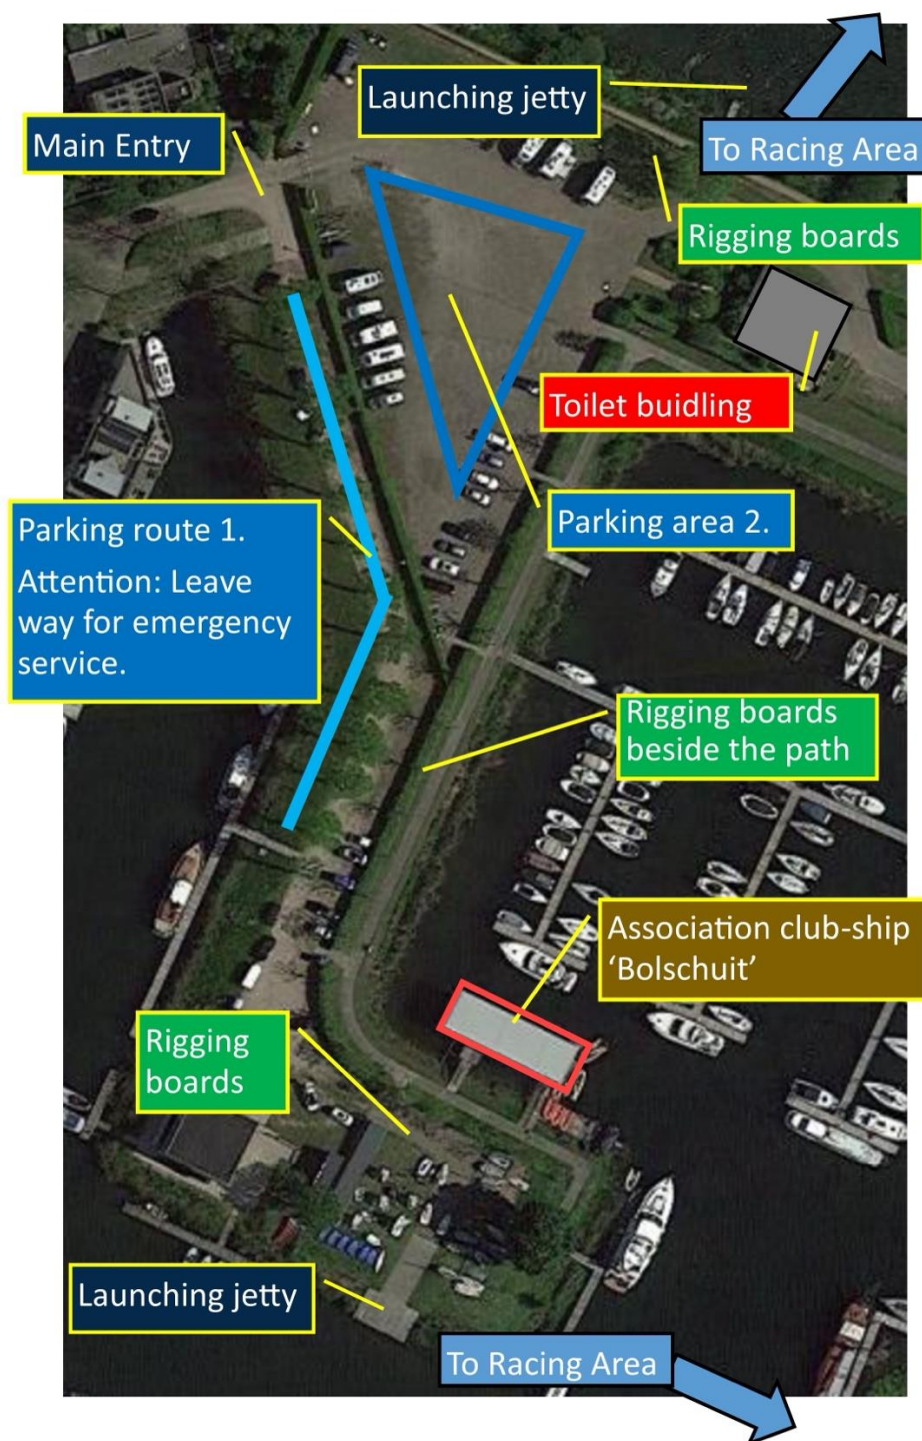 Launching jetty
Main Entry
To Racing Area
Rigging boards
Toilet buidling
Parking route 1.
Attention: Leave
way for emergency
service.
Parking area 2.
Rigging boards
beside the path
Association club-ship
‘Bolschuit’
Rigging
boards
Launching jetty
To Racing Area